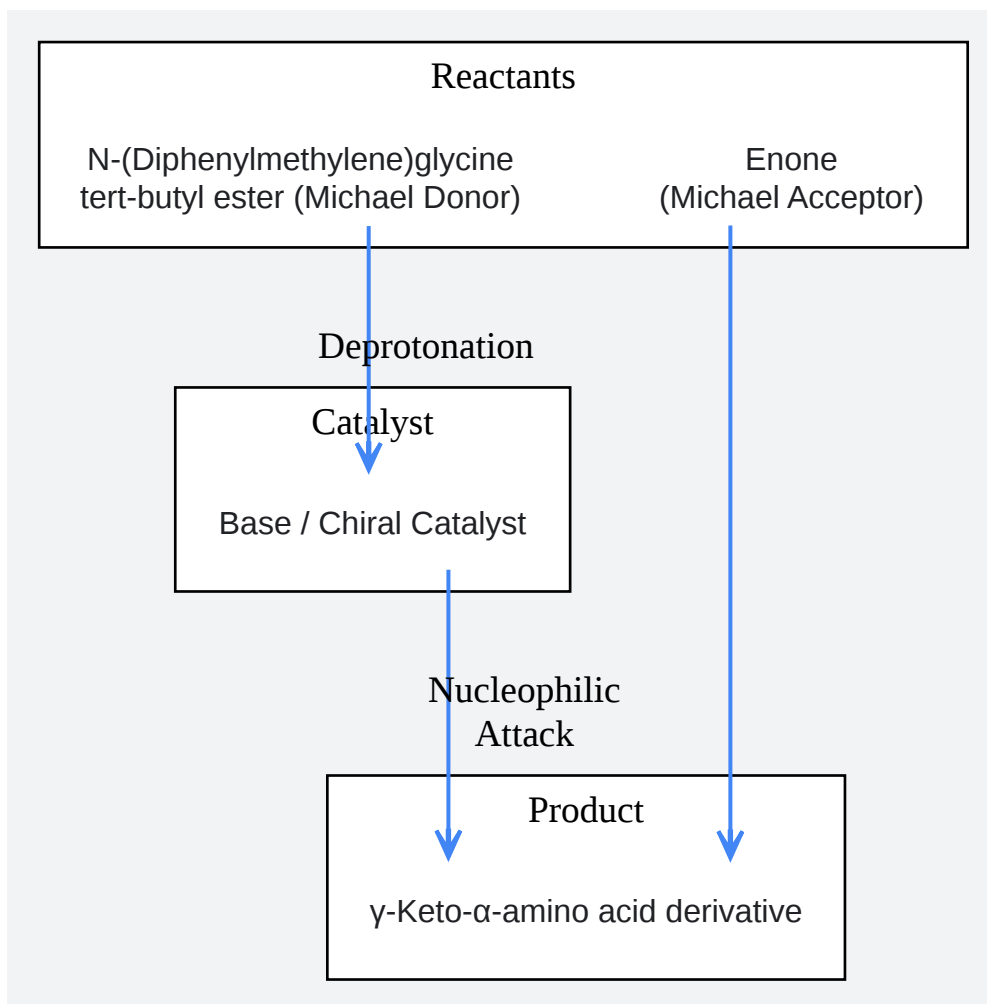 Reactants
N-(Diphenylmethylene)glycine
tert-butyl ester (Michael Donor)
Enone
(Michael Acceptor)
Deprotonation
Catalyst
Base / Chiral Catalyst
Nucleophilic
Attack
Product
γ-Keto-α-amino acid derivative